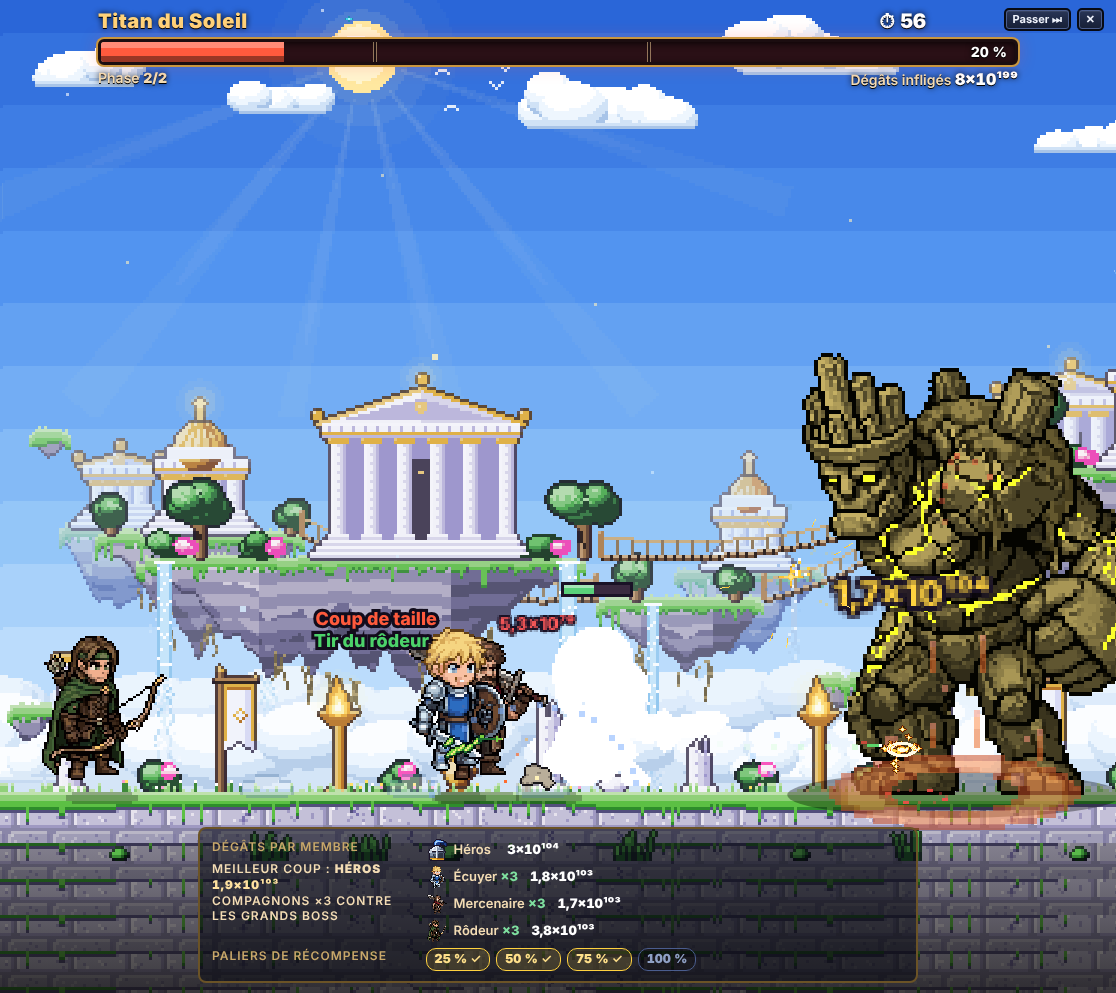 Titan du Soleil
⏱ 56
Passer ⏭
✕
20 %
Phase 2/2
Dégâts infligés 8×10¹⁹⁹
1,7×10¹⁰⁴
Coup de taille
5,3×10⁷⁸
Tir du rôdeur
DÉGÂTS PAR MEMBRE
MEILLEUR COUP : HÉROS
1,9×10¹⁰³
COMPAGNONS ×3 CONTRE
LES GRANDS BOSS
Héros 3×10¹⁰⁴
Écuyer ×3 1,8×10¹⁰³
Mercenaire ×3 1,7×10¹⁰³
Rôdeur ×3 3,8×10¹⁰³
PALIERS DE RÉCOMPENSE
25 % ✓
50 % ✓
75 % ✓
100 %